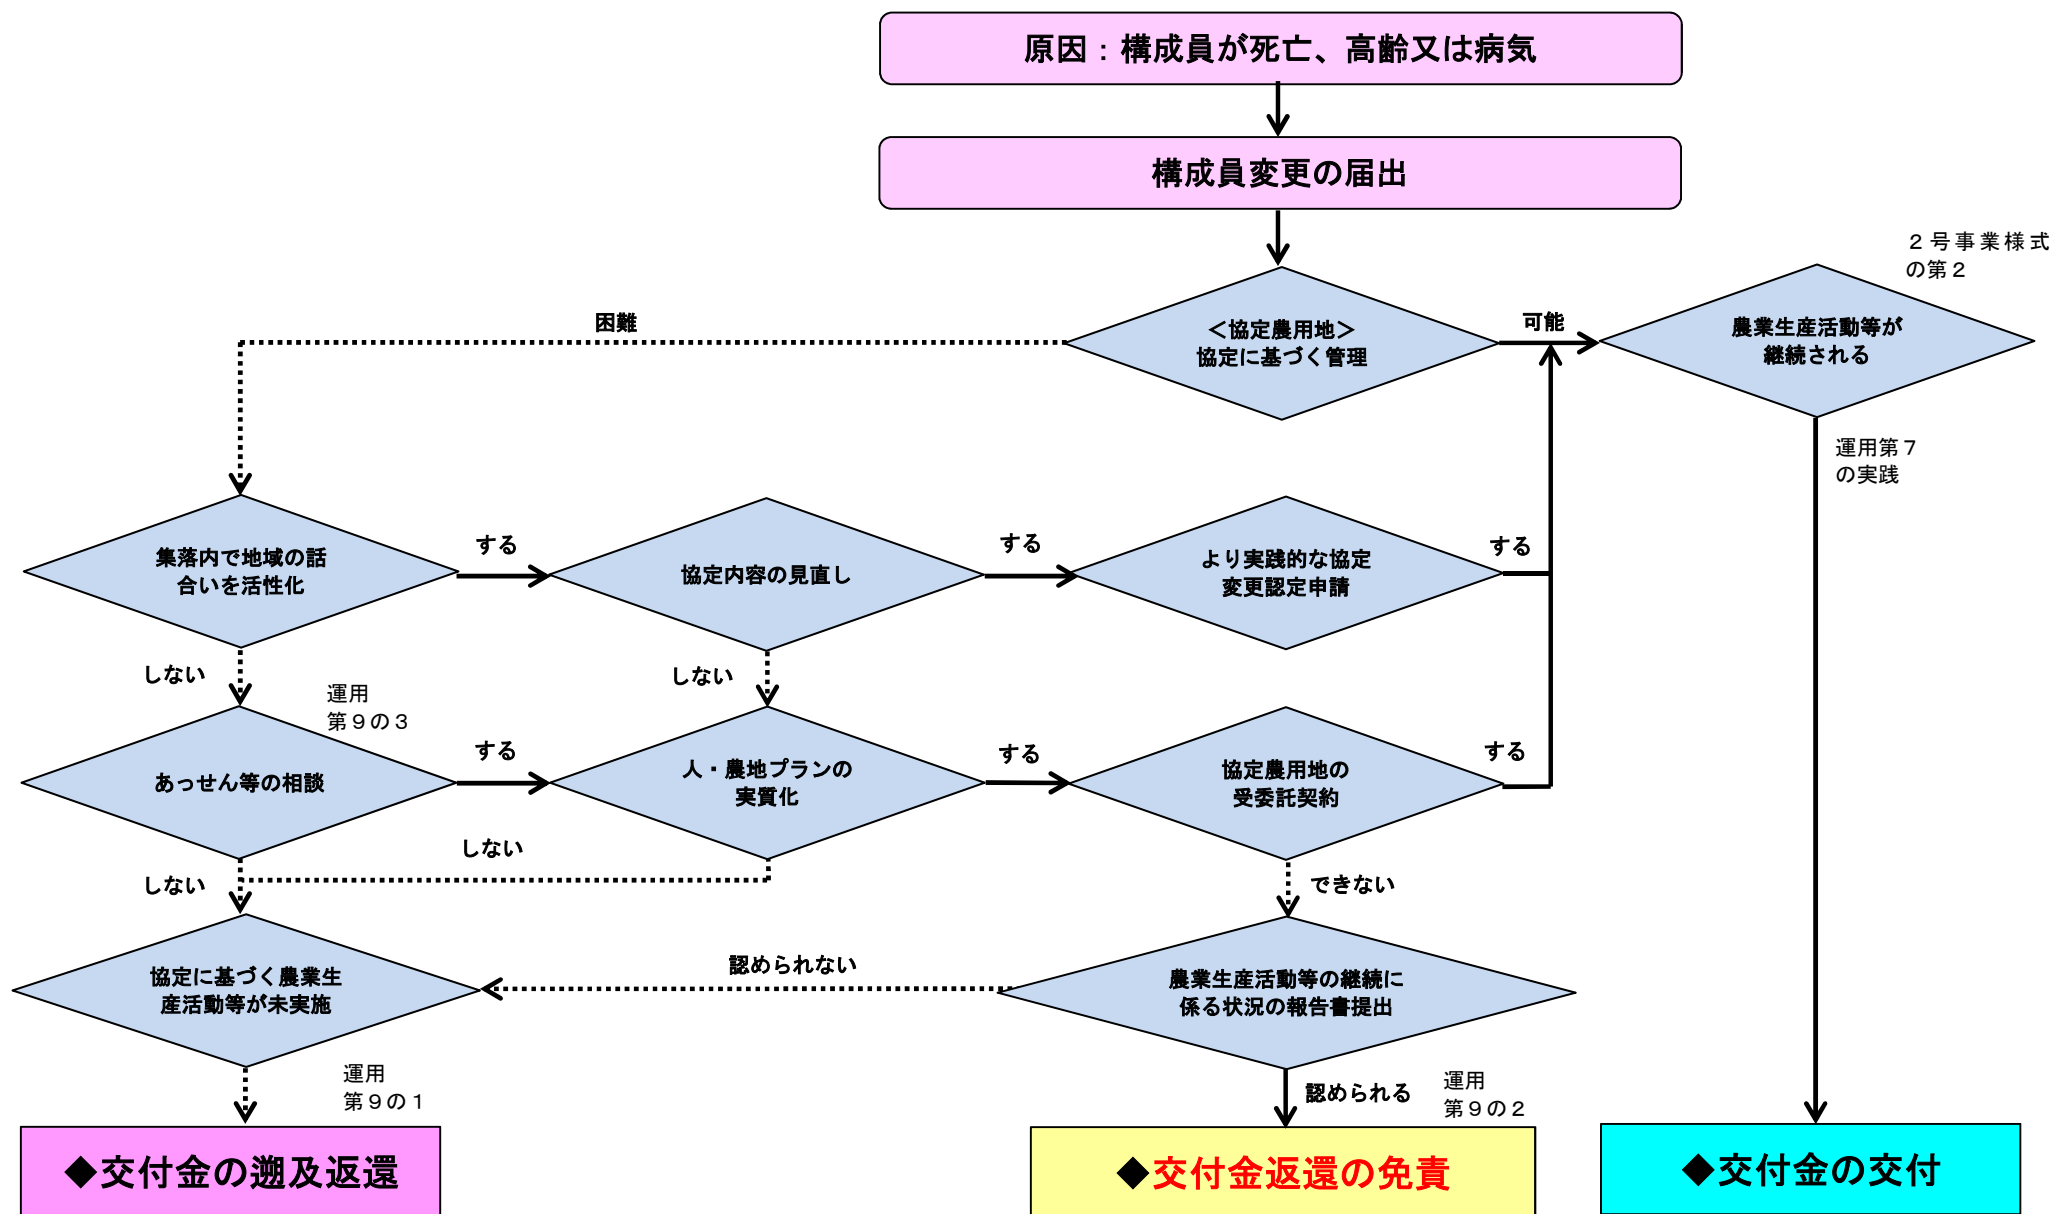 原因：構成員が死亡、高齢又は病気
構成員変更の届出
２号事業様式
の第２
困難
＜協定農用地＞
協定に基づく管理
可能
農業生産活動等が
継続される
運用第７
の実践
集落内で地域の話
合いを活性化
する
協定内容の見直し
する
より実践的な協定
変更認定申請
する
しない
運用
第９の３
しない
あっせん等の相談
する
人・農地プランの
実質化
する
協定農用地の
受委託契約
する
しない
しない
できない
協定に基づく農業生
産活動等が未実施
認められない
農業生産活動等の継続に
係る状況の報告書提出
運用
第９の１
認められる
運用
第９の２
◆交付金の遡及返還
◆交付金返還の免責
◆交付金の交付